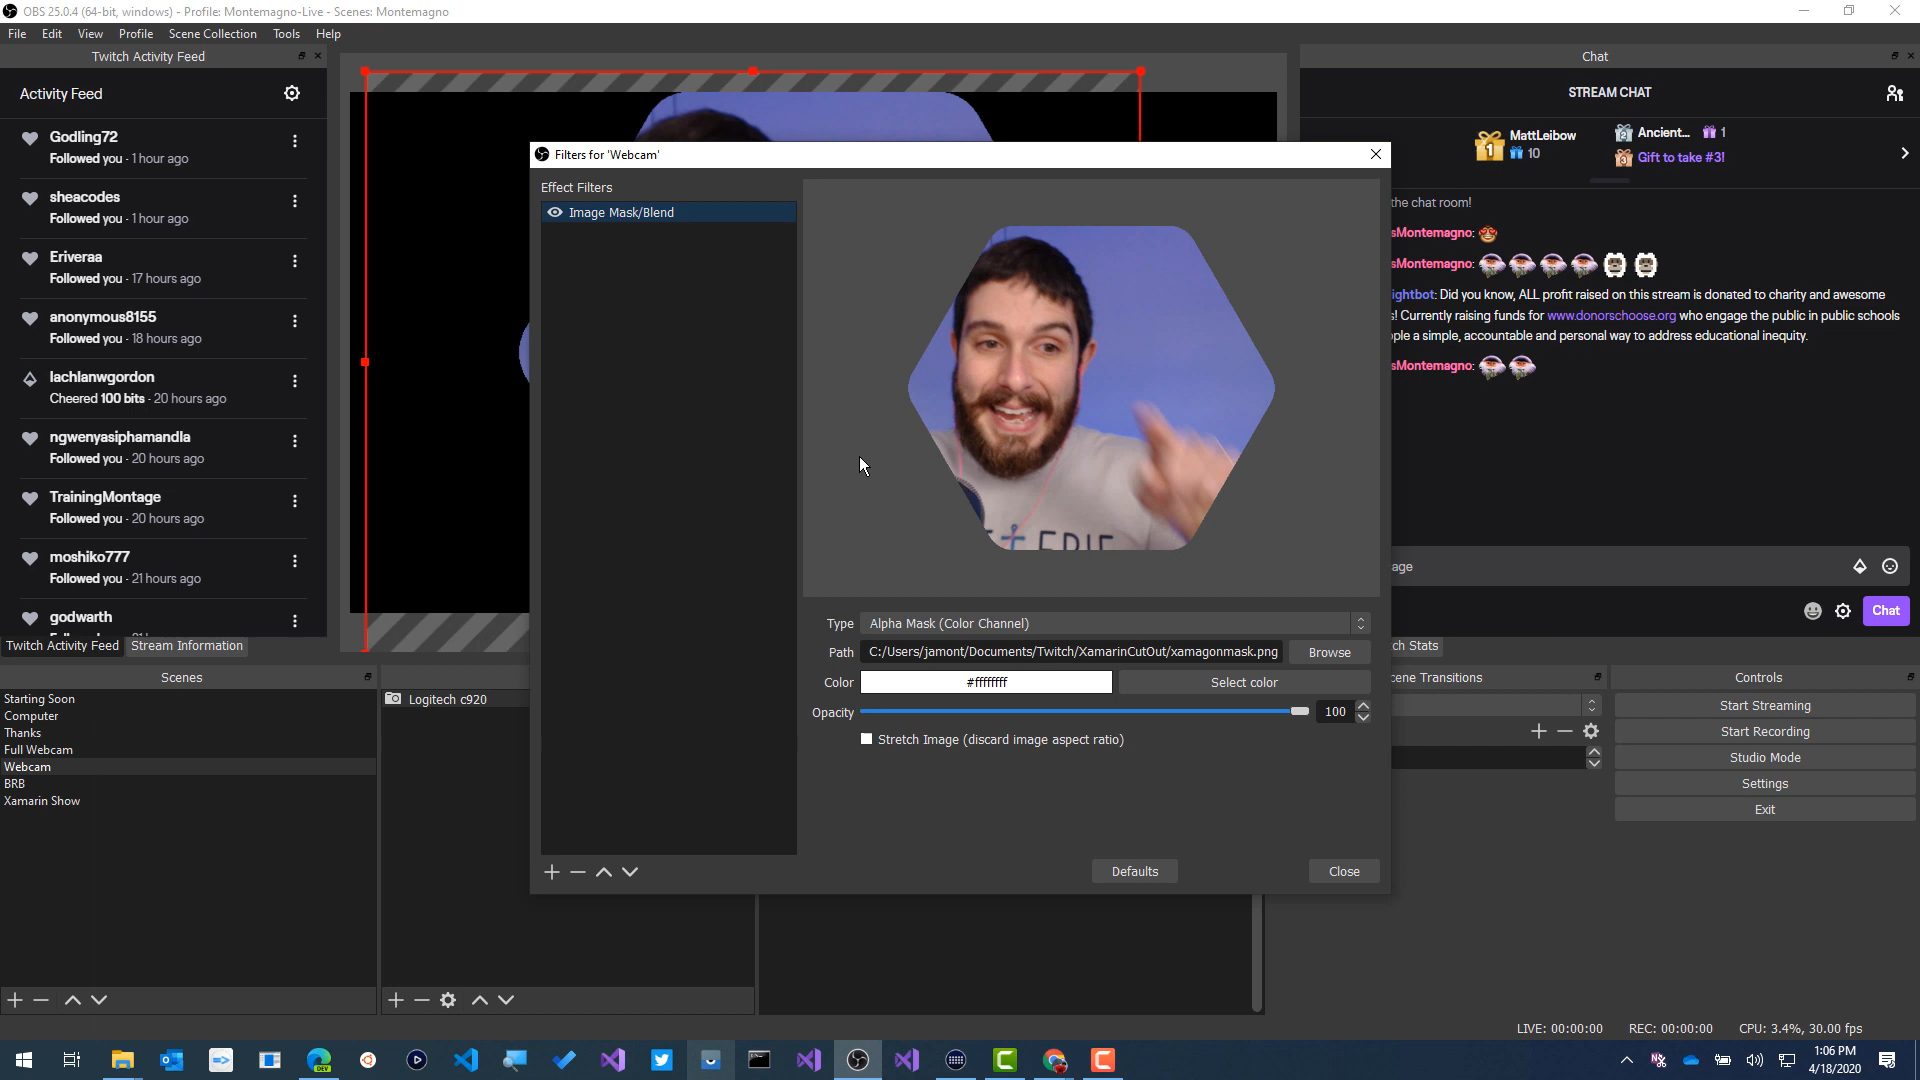 OBS 25.0.4 (64-bit, windows) - Profile: Montemagno-Live - Scenes: Montemagno
File Edit View Profile Scene Collection Tools Help
Twitch Activity Feed
Activity Feed
Godling72
Followed you - 1 hour ago
sheacodes
Followed you - 1 hour ago
Eriveraa
Followed you - 17 hours ago
anonymous8155
Followed you - 18 hours ago
lachlanwgordon
Cheered 100 bits - 20 hours ago
ngwenyasiphamandla
Followed you - 20 hours ago
TrainingMontage
Followed you - 20 hours ago
moshiko777
Followed you - 21 hours ago
godwarth
Twitch Activity Feed Stream Information
Scenes
Starting Soon
Computer
Thanks
Full Webcam
Webcam
BRB
Xamarin Show
Logitech c920
Filters for 'Webcam'
Effect Filters
Image Mask/Blend
Type Alpha Mask (Color Channel)
Path C:/Users/jamont/Documents/Twitch/XamarinCutOut/xamagonmask.png Browse
Color #ffffffff Select color
Opacity 100
Stretch Image (discard image aspect ratio)
Defaults Close
Chat
STREAM CHAT
1 MattLeibow 10
2 Ancient... 1
3 Gift to take #3!
the chat room!
sMontemagno:
sMontemagno:
ightbot: Did you know, ALL profit raised on this stream is donated to charity and awesome
s! Currently raising funds for www.donorschoose.org who engage the public in public schools
ple a simple, accountable and personal way to address educational inequity.
sMontemagno:
age
Chat
ch Stats
cene Transitions
Controls
Start Streaming
Start Recording
Studio Mode
Settings
Exit
LIVE: 00:00:00 REC: 00:00:00 CPU: 3.4%, 30.00 fps
DEV
1:06 PM
4/18/2020